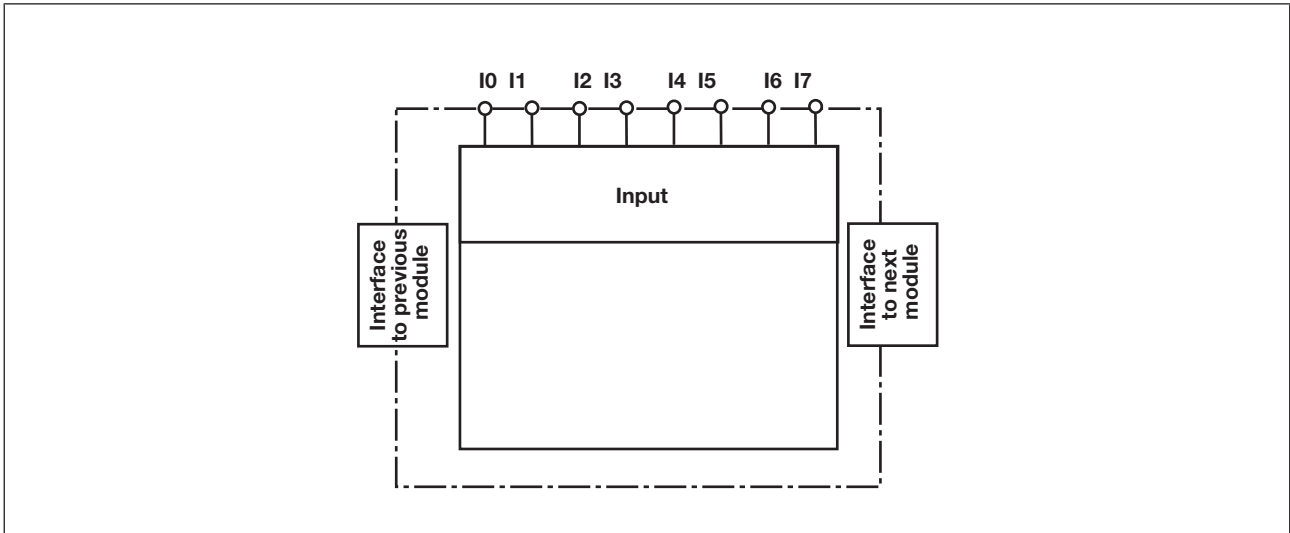 I0 I1 I2 I3 I4 I5 I6 I7
Input
Interface
to previous
module
Interface
to next
module